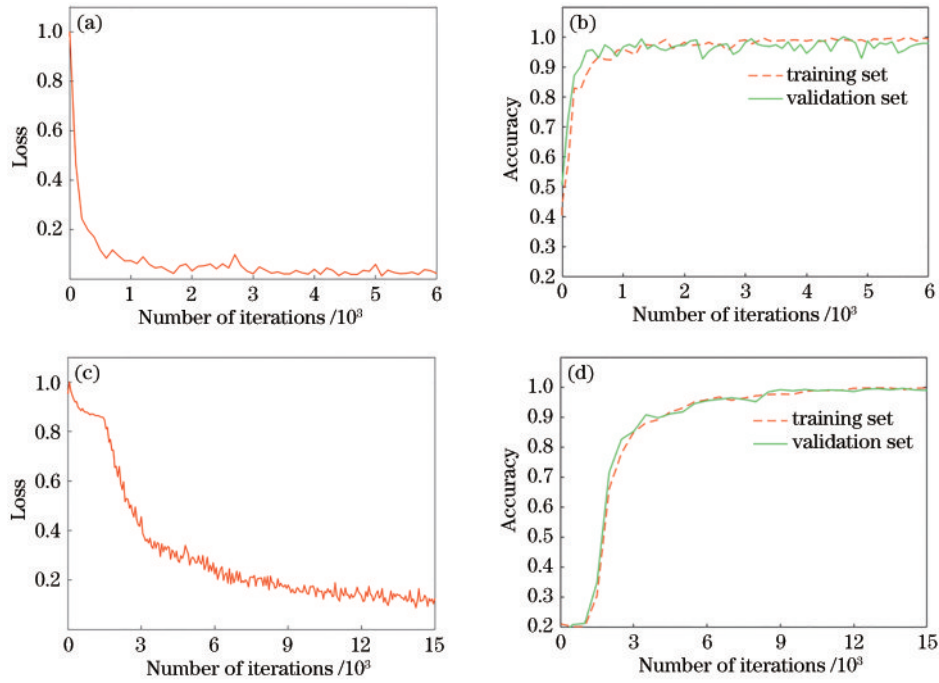 (a)
1.0
0.8
0.6
0.4
0.2
Loss
0 1 2 3 4 5 6
Number of iterrations /10³
(b)
1.0
0.9
0.8
0.7
0.6
0.5
0.4
0.3
0.2
Accuracy
training set
validation set
0 1 2 3 4 5 6
Number of iterrations /10³
(c)
1.0
0.8
0.6
0.4
0.2
Loss
0 3 6 9 12 15
Number of iterrations /10³
(d)
1.0
0.9
0.8
0.7
0.6
0.5
0.4
0.3
0.2
Accuracy
training set
validation set
0 3 6 9 12 15
Number of iterrations /10³